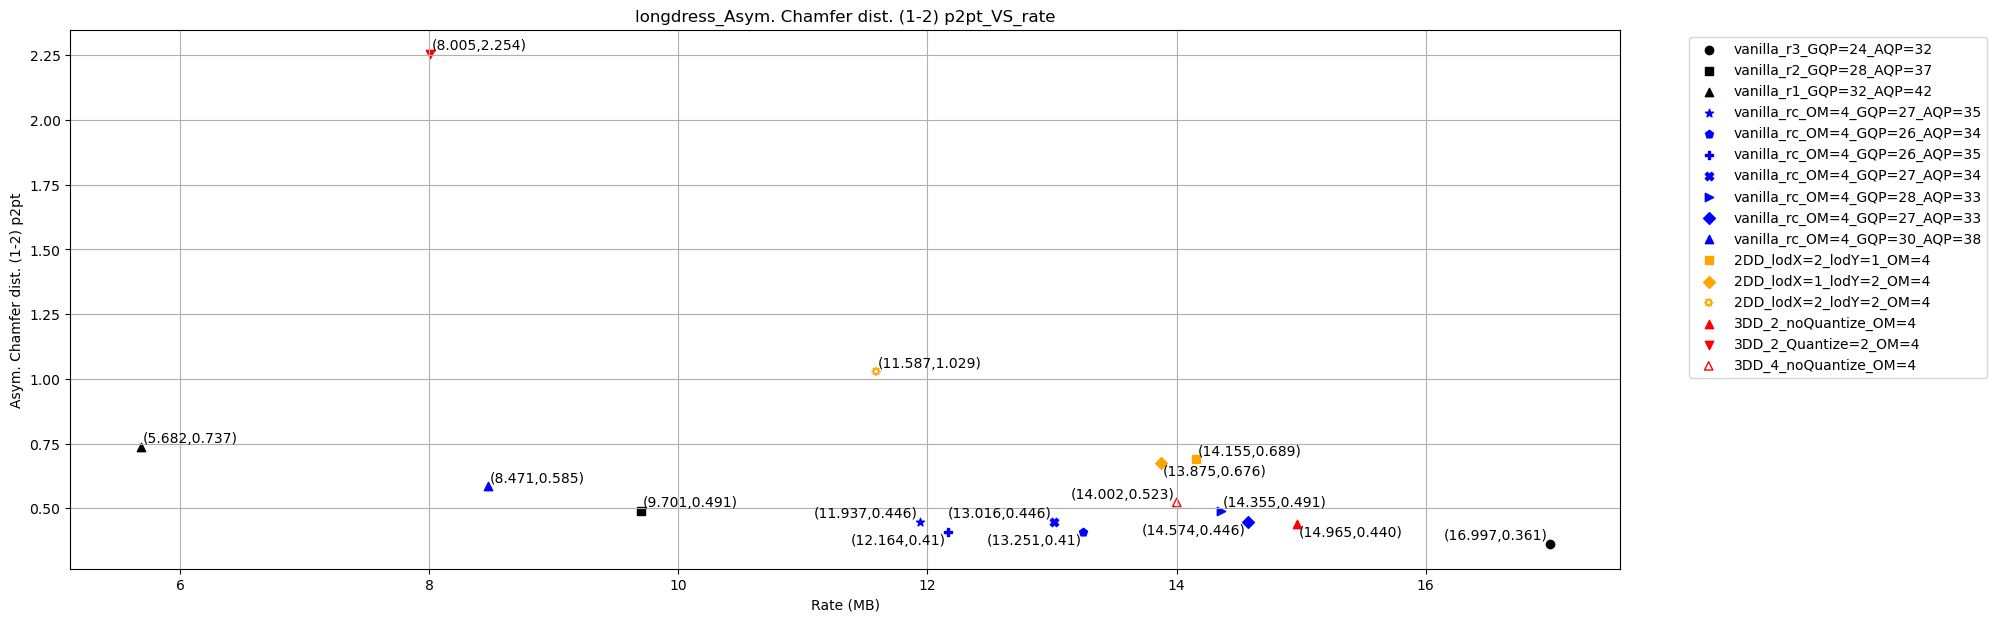 longdress_Asym. Chamfer dist. (1-2) p2pt_VS_rate
Asym. Chamfer dist. (1-2) p2pt
2.25
2.00
1.75
1.50
1.25
1.00
0.75
0.50
(8.005,2.254)
(11.587,1.029)
(5.682,0.737)
(14.155,0.689)
(13.875,0.676)
(8.471,0.585)
(14.002,0.523)
(9.701,0.491)
(14.355,0.491)
(11.937,0.446)
(13.016,0.446)
(14.574,0.446)
(14.965,0.440)
(16.997,0.361)
(12.164,0.41)
(13.251,0.41)
6
8
10
12
14
16
Rate (MB)
vanilla_r3_GQP=24_AQP=32
vanilla_r2_GQP=28_AQP=37
vanilla_r1_GQP=32_AQP=42
vanilla_rc_OM=4_GQP=27_AQP=35
vanilla_rc_OM=4_GQP=26_AQP=34
vanilla_rc_OM=4_GQP=26_AQP=35
vanilla_rc_OM=4_GQP=27_AQP=34
vanilla_rc_OM=4_GQP=28_AQP=33
vanilla_rc_OM=4_GQP=27_AQP=33
vanilla_rc_OM=4_GQP=30_AQP=38
2DD_lodX=2_lodY=1_OM=4
2DD_lodX=1_lodY=2_OM=4
2DD_lodX=2_lodY=2_OM=4
3DD_2_noQuantize_OM=4
3DD_2_Quantize=2_OM=4
3DD_4_noQuantize_OM=4